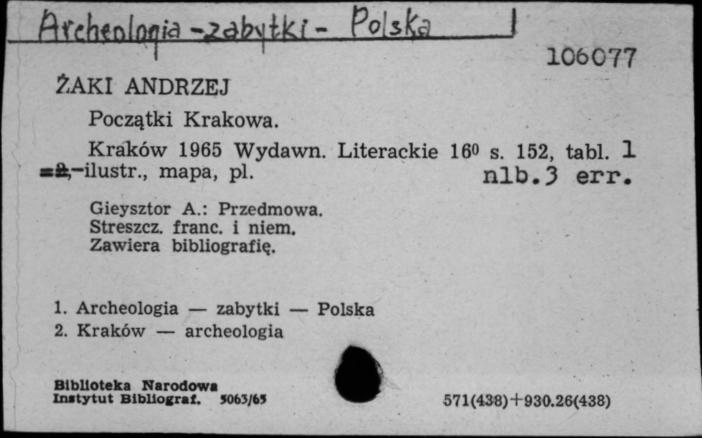 Archeologia - zabytki - Polska
106077
ŻAKI ANDRZEJ
Początki Krakowa.
Kraków 1965 Wydawn. Literackie 16⁰ s. 152, tabl. 1
ilustr., mapa, pl. nlb.3 err.
Gieysztor A.: Przedmowa.
Streszcz. franc. i niem.
Zawiera bibliografię.
1. Archeologia — zabytki — Polska
2. Kraków — archeologia
Biblioteka Narodowa
Instytut Bibliograf. 5063/65 571(438)+930.26(438)